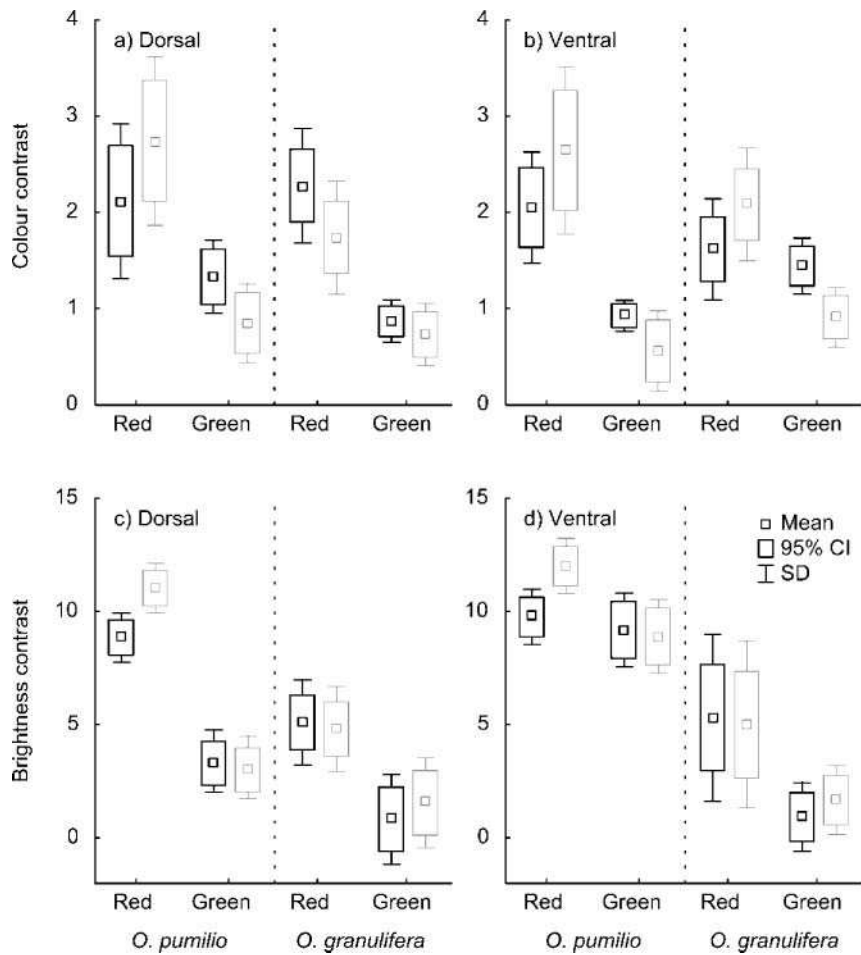 a) Dorsal
b) Ventral
Colour contrast
4
3
2
1
0
4
3
2
1
0
Red Green Red Green
Red Green Red Green
c) Dorsal
d) Ventral
Mean
95% CI
SD
Brightness contrast
15
10
5
0
15
10
5
0
Red Green Red Green
Red Green Red Green
O. pumilio O. granulifera
O. pumilio O. granulifera